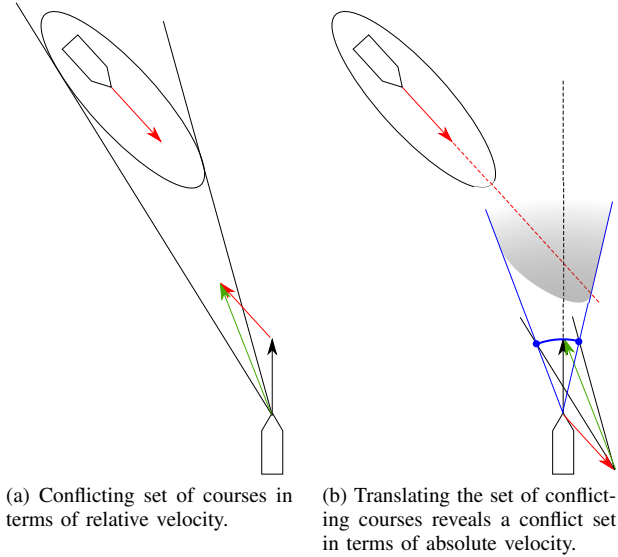 (a) Conflicting set of courses in
terms of relative velocity.
(b) Translating the set of conflict-
ing courses reveals a conflict set
in terms of absolute velocity.